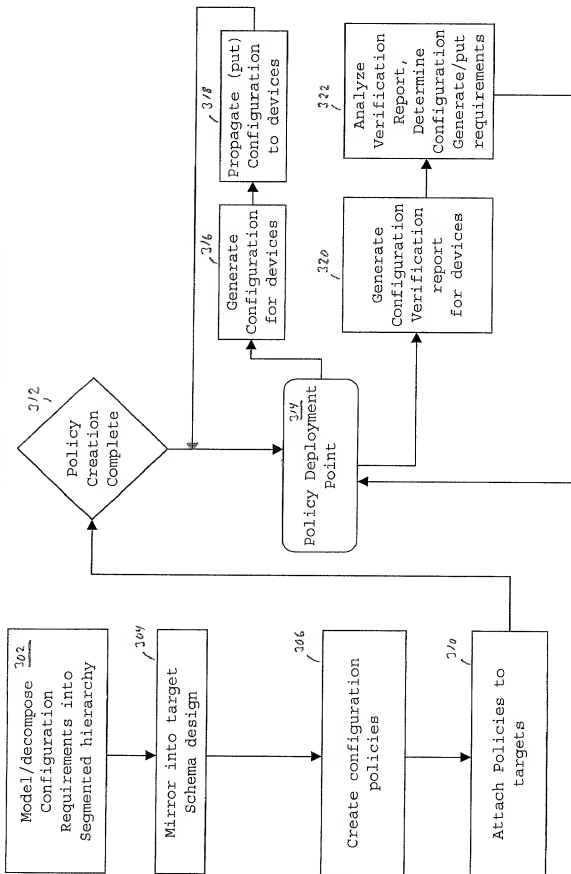 302
Model/decompose
Configuration
Requirements into
Segmented hierarchy
304
Mirror into target
Schema design
306
Create configuration
policies
310
Attach Policies to
targets
312
Policy
Creation
Complete
314
Policy Deployment
Point
316
Generate
Configuration
for devices
318
Propagate (put)
Configuration
to devices
320
Generate
Configuration
Verification
report
for devices
322
Analyze
Verification
Report,
Determine
Configuration
Generate/put
requirements